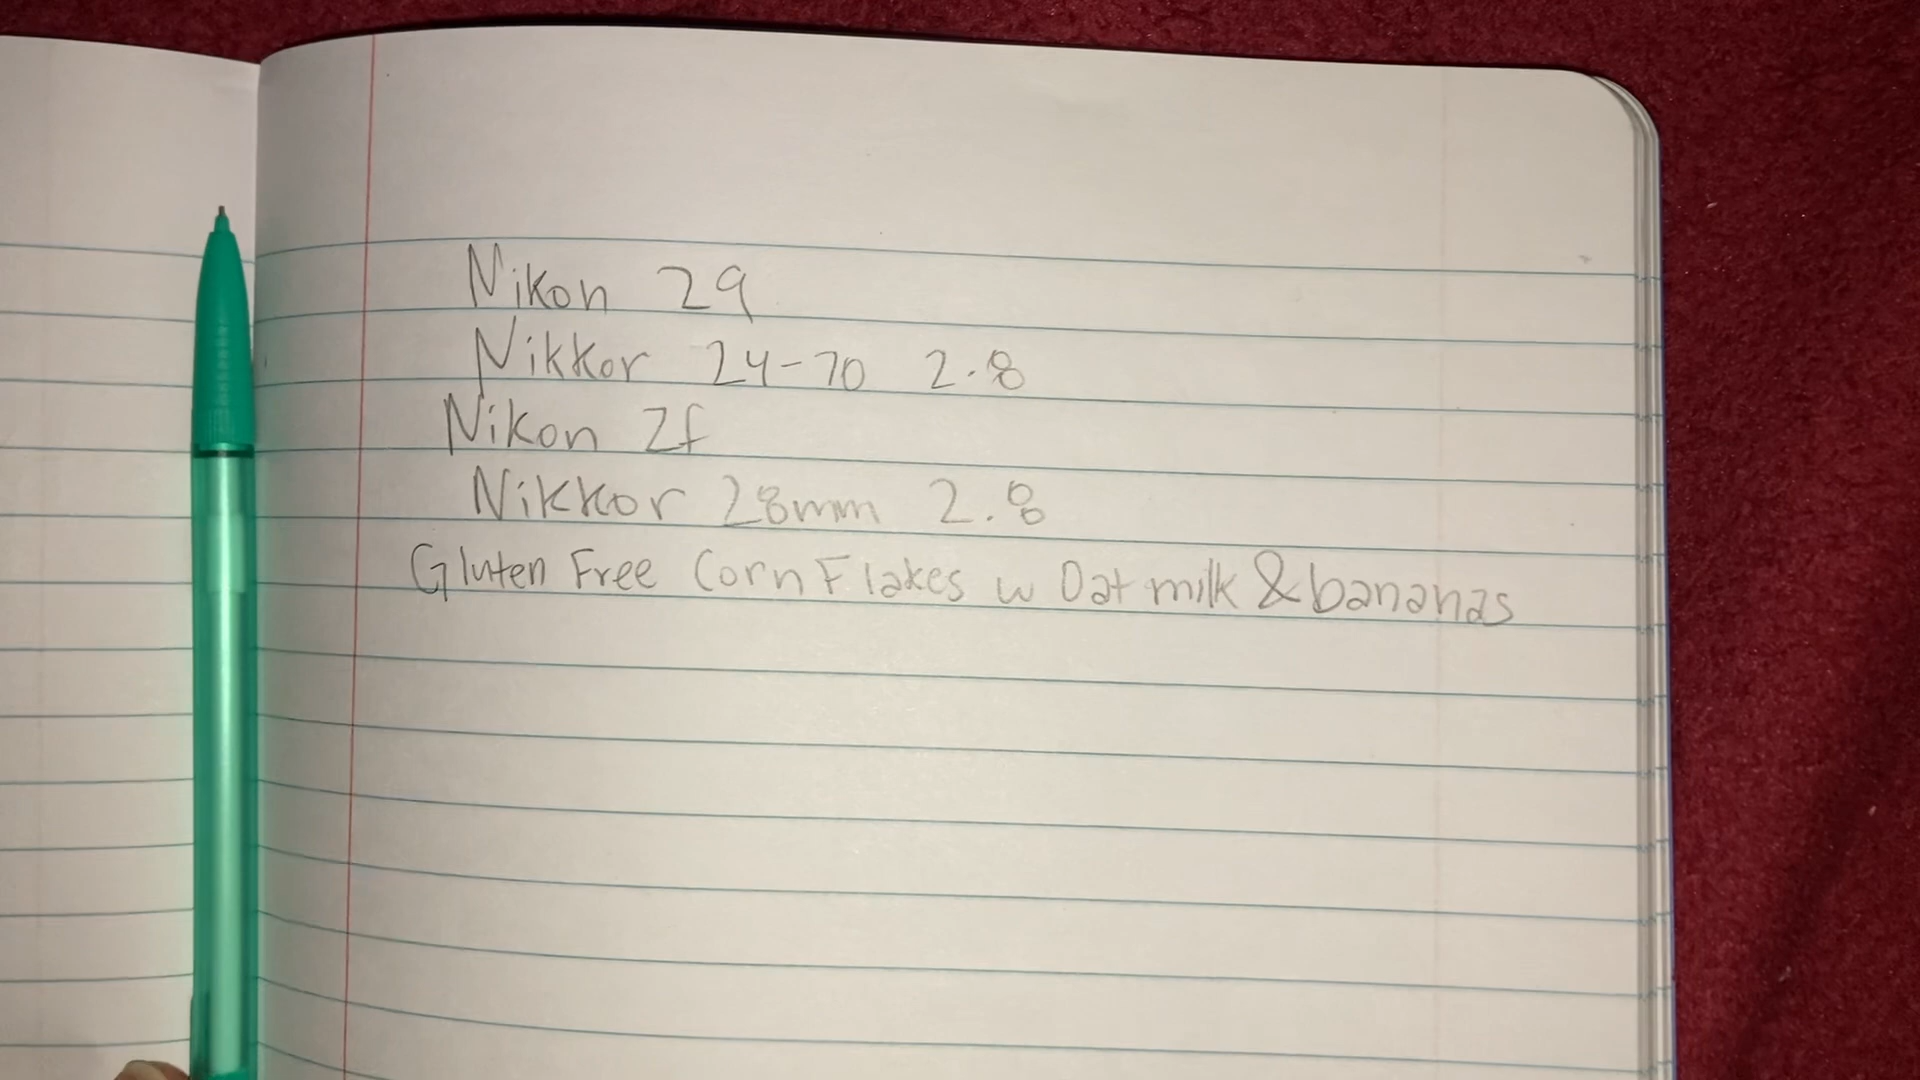 Nikon Z9
Nikkor 24-70 2.8
Nikon Zf
Nikkor 28mm 2.8
Gluten Free Corn Flakes w Oat milk & bananas